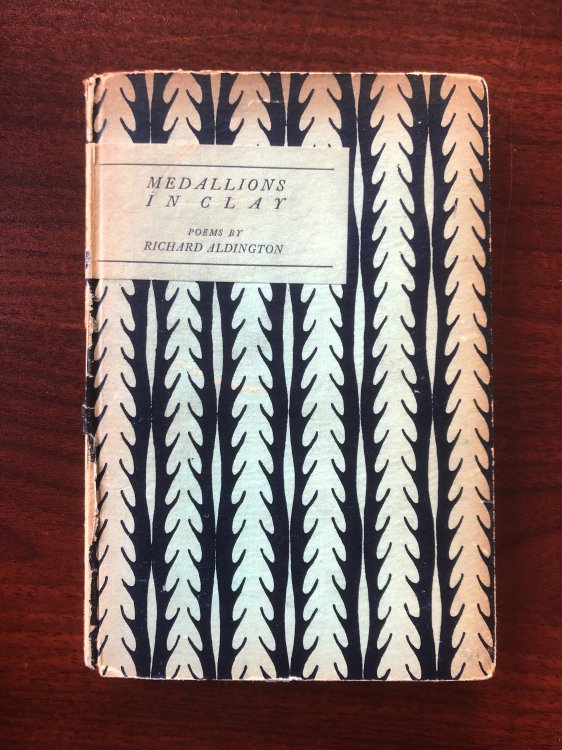 MEDALLIONS
IN CLAY
POEMS BY
RICHARD ALDINGTON